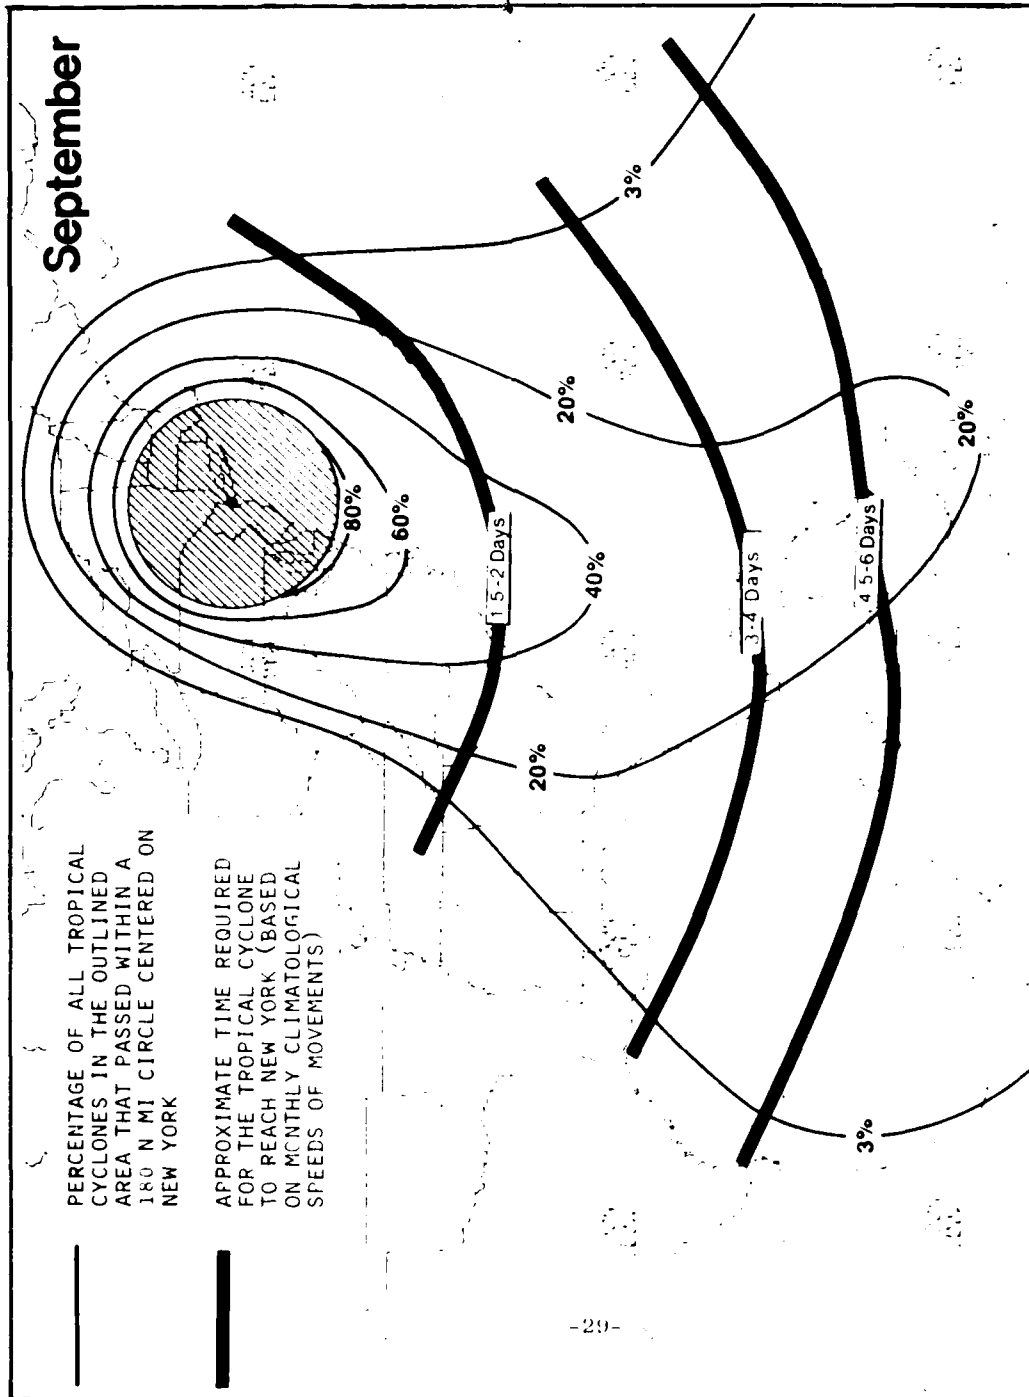 September
PERCENTAGE OF ALL TROPICAL
CYCLONES IN THE OUTLINED
AREA THAT PASSED WITHIN A
180 N MI CIRCLE CENTERED ON
NEW YORK
APPROXIMATE TIME REQUIRED
FOR THE TROPICAL CYCLONE
TO REACH NEW YORK (BASED
ON MONTHLY CLIMATOLOGICAL
SPEEDS OF MOVEMENTS)
80%
60%
1 5-2 Days
40%
20%
20%
3%
3-4 Days
4 5-6 Days
20%
3%
-29-